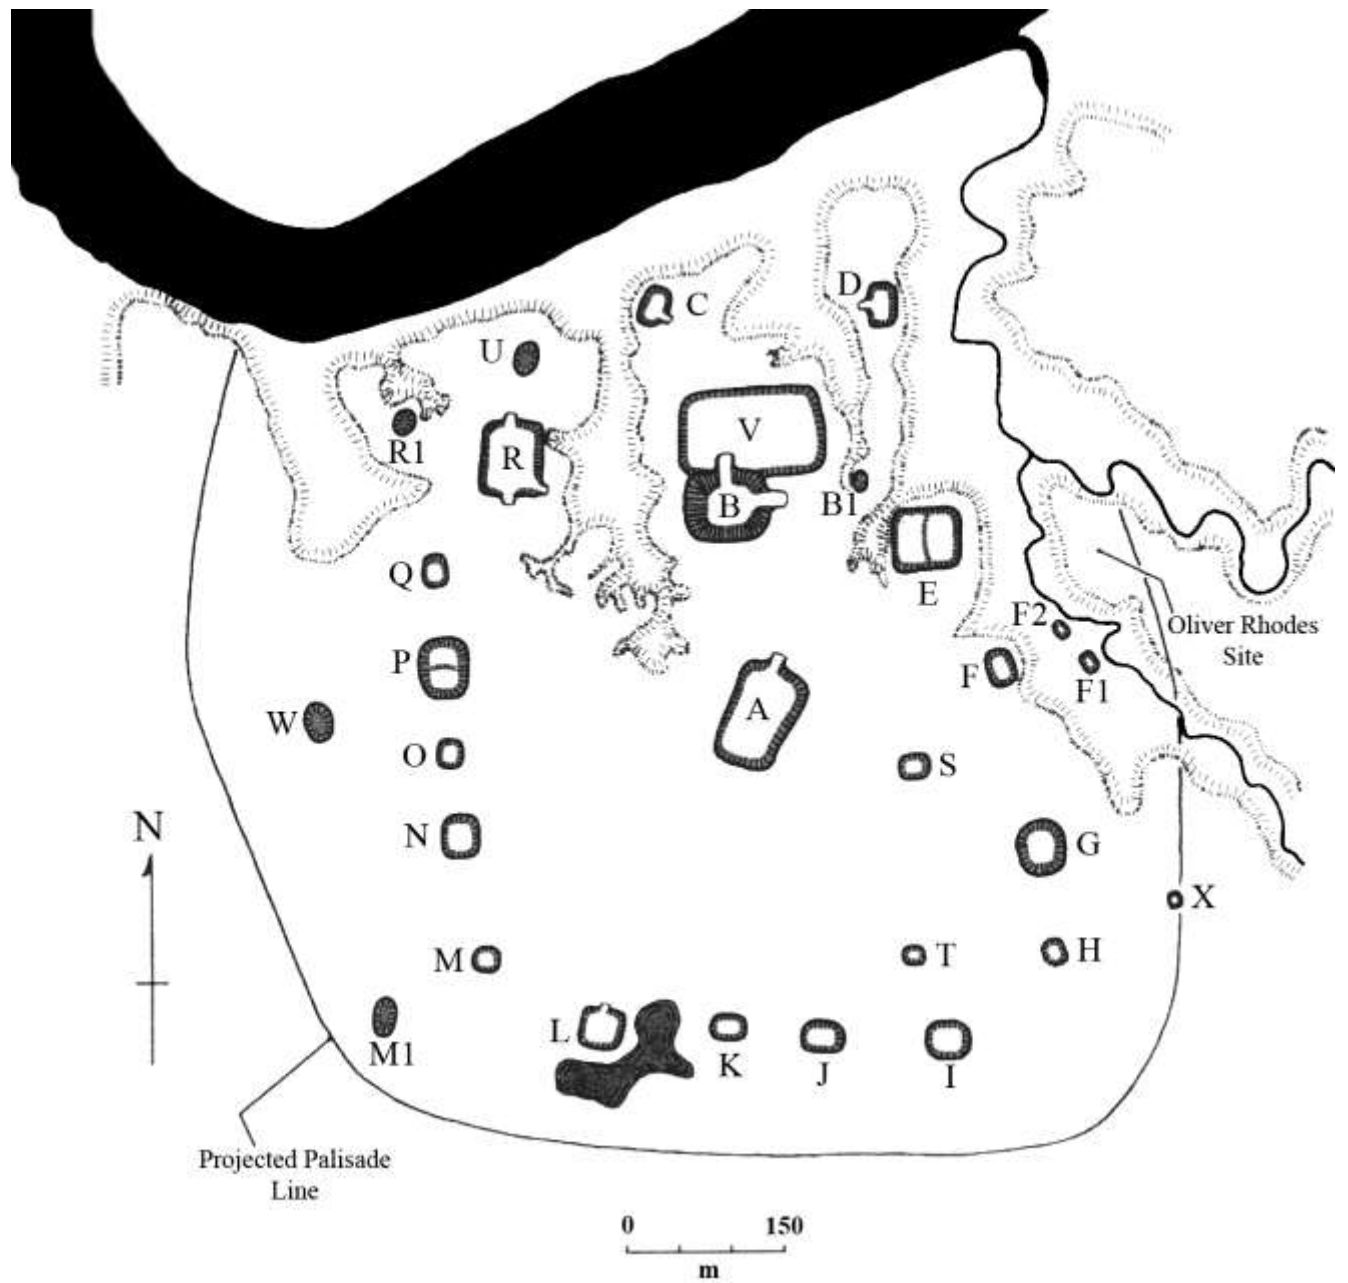 C
D
U
V
R1
R
B
B1
Q
E
F2
Oliver Rhodes
Site
P
F
F1
A
W
O
S
N
N
G
X
M
T
H
L
K
J
I
M1
Projected Palisade
Line
0 150
m